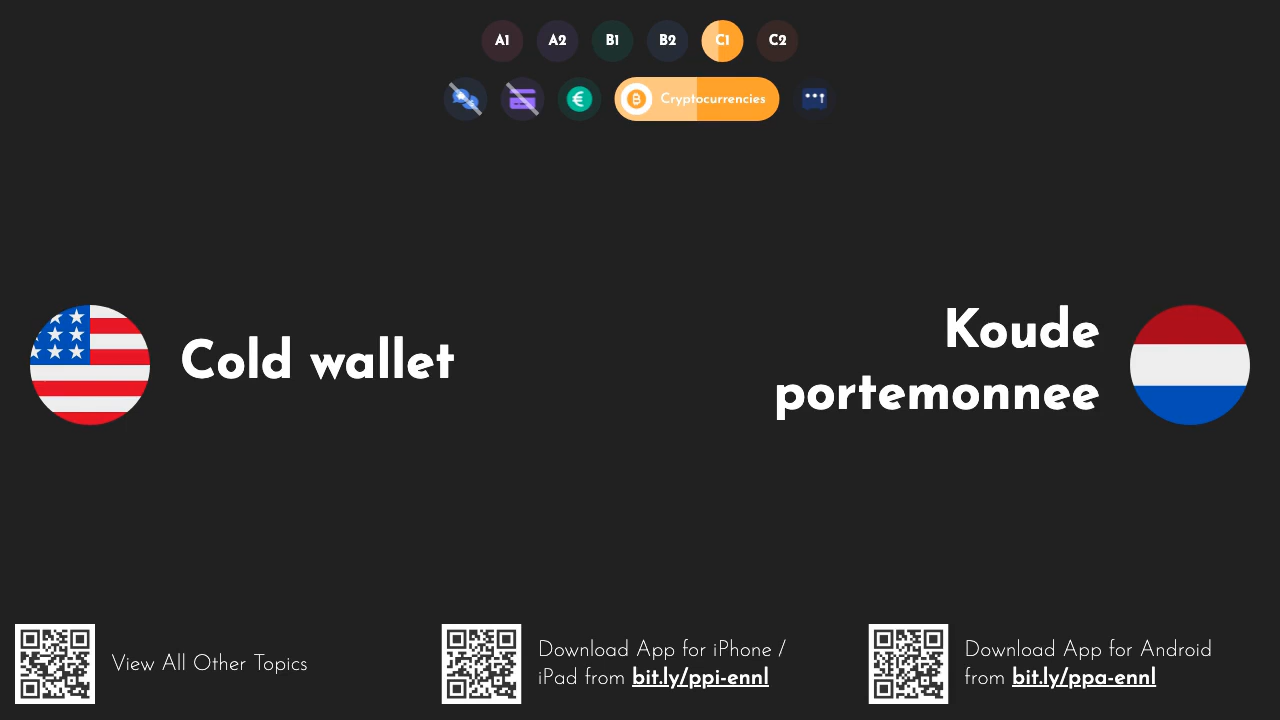 A1 A2 B1 B2 C1 C2
Cryptocurrencies
Cold wallet
Koude
portemonnee
View All Other Topics
Download App for iPhone /
iPad from bit.ly/ppi-ennl
Download App for Android
from bit.ly/ppa-ennl